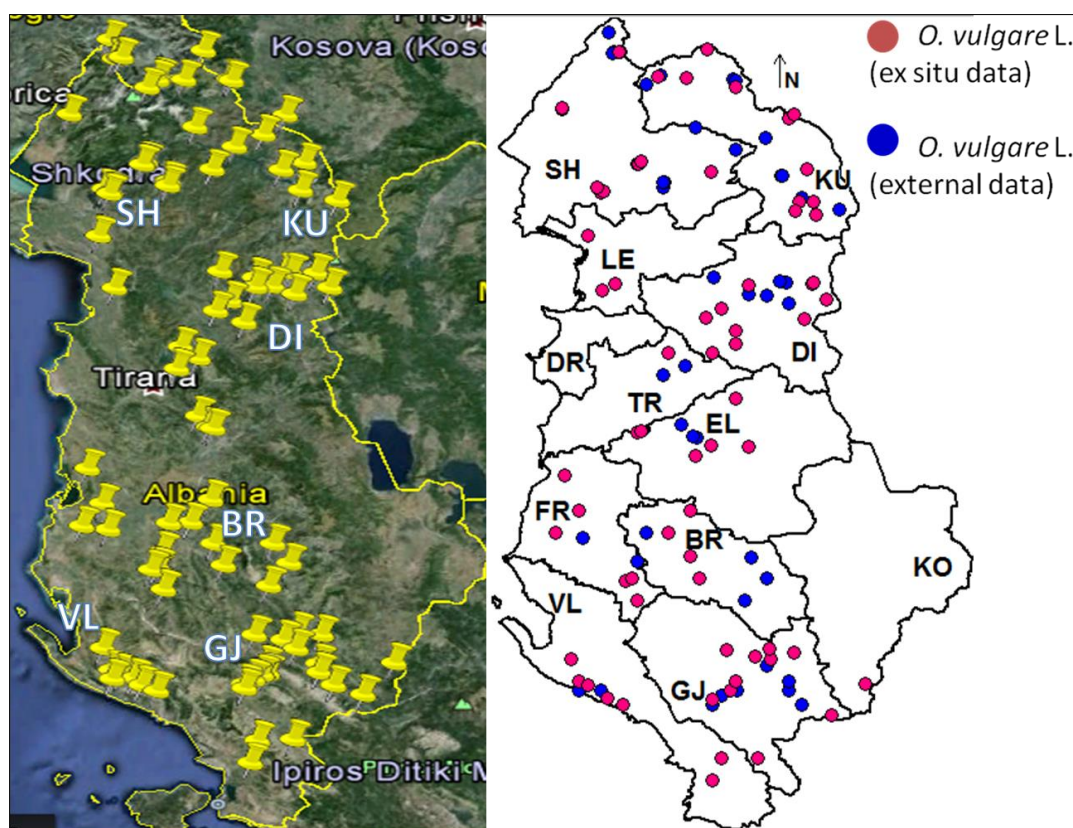 Kosova (Koso
Shkodra
SH
KU
DI
Tirana
Albania
BR
VL
GJ
Ipiros Ditiki M
N
SH
KU
LE
DI
DR
TR
EL
FR
BR
KO
VL
GJ
O. vulgare L.
(ex situ data)
O. vulgare L.
(external data)